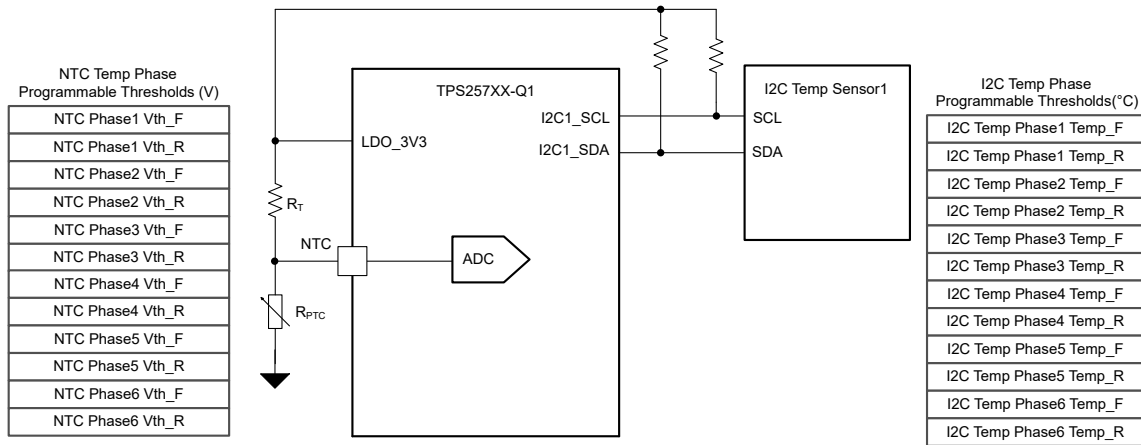 NTC Temp Phase
Programmable Thresholds (V)
NTC Phase1 Vth_F
NTC Phase1 Vth_R
NTC Phase2 Vth_F
NTC Phase2 Vth_R
NTC Phase3 Vth_F
NTC Phase3 Vth_R
NTC Phase4 Vth_F
NTC Phase4 Vth_R
NTC Phase5 Vth_F
NTC Phase5 Vth_R
NTC Phase6 Vth_F
NTC Phase6 Vth_R
TPS257XX-Q1
I2C1_SCL
I2C1_SDA
LDO_3V3
RT
NTC
ADC
RPTC
I2C Temp Sensor1
SCL
SDA
I2C Temp Phase
Programmable Thresholds(°C)
I2C Temp Phase1 Temp_F
I2C Temp Phase1 Temp_R
I2C Temp Phase2 Temp_F
I2C Temp Phase2 Temp_R
I2C Temp Phase3 Temp_F
I2C Temp Phase3 Temp_R
I2C Temp Phase4 Temp_F
I2C Temp Phase4 Temp_R
I2C Temp Phase5 Temp_F
I2C Temp Phase5 Temp_R
I2C Temp Phase6 Temp_F
I2C Temp Phase6 Temp_R